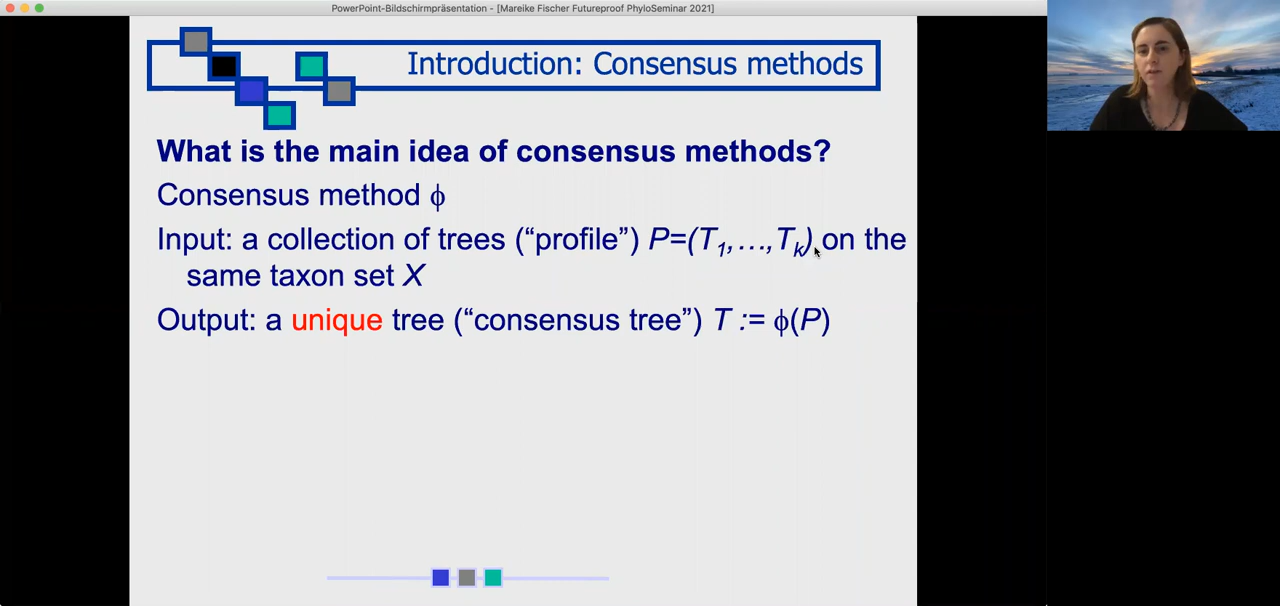 PowerPoint-Bildschirmpräsentation - [Mareike Fischer Futureproof PhyloSeminar 2021]
Introduction: Consensus methods
What is the main idea of consensus methods?
Consensus method ϕ
Input: a collection of trees (“profile”) P=(T1,…,Tk) on the
same taxon set X
Output: a unique tree (“consensus tree”) T := ϕ(P)